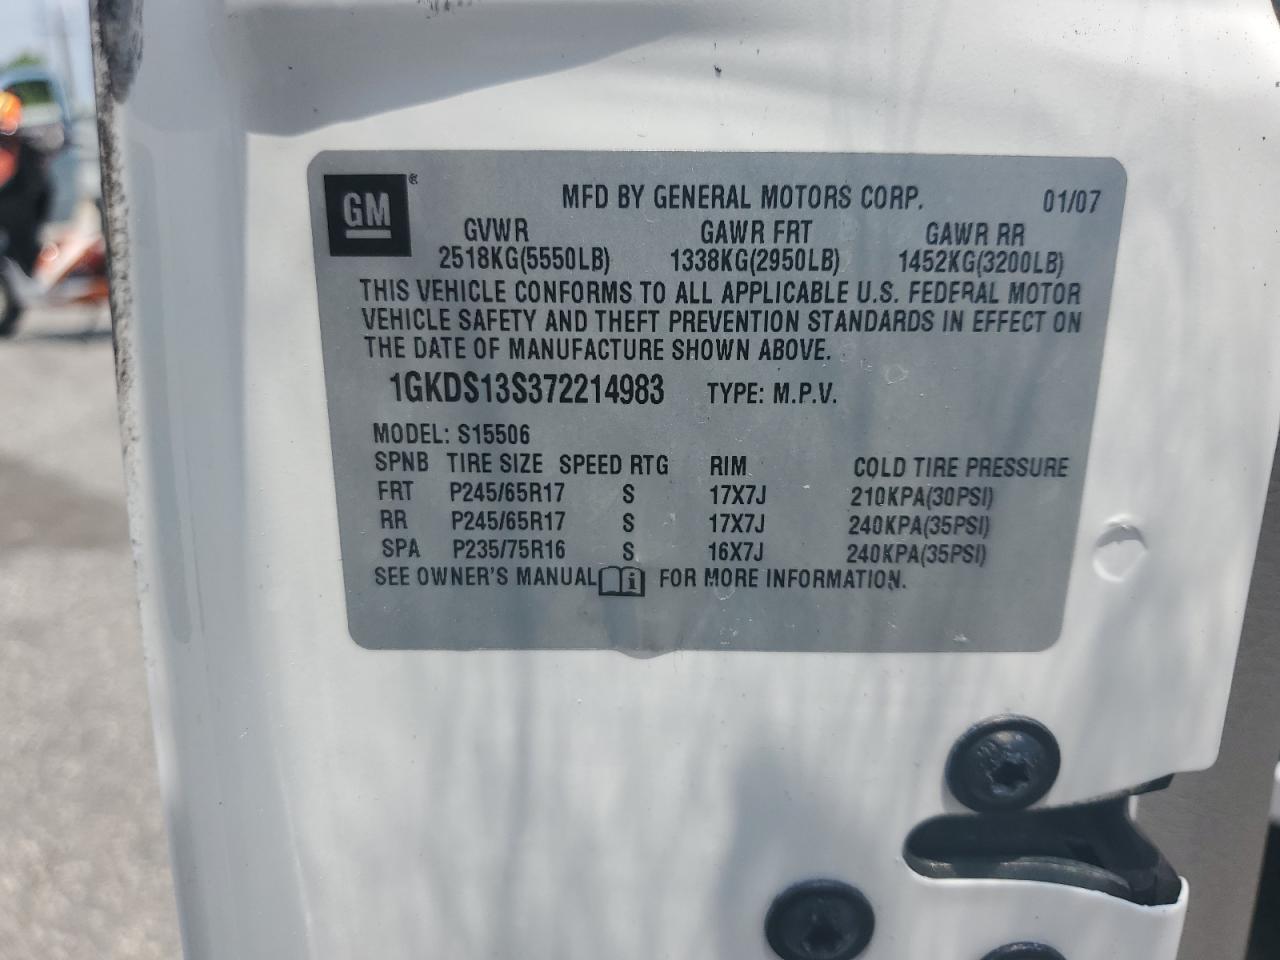 GM®
MFD BY GENERAL MOTORS CORP. 01/07
GVWR GAWR FRT GAWR RR
2518KG(5550LB) 1338KG(2950LB) 1452KG(3200LB)
THIS VEHICLE CONFORMS TO ALL APPLICABLE U.S. FEDERAL MOTOR
VEHICLE SAFETY AND THEFT PREVENTION STANDARDS IN EFFECT ON
THE DATE OF MANUFACTURE SHOWN ABOVE.
1GKDS13S372214983 TYPE: M.P.V.
MODEL: S15506
SPNB TIRE SIZE SPEED RTG RIM COLD TIRE PRESSURE
FRT P245/65R17 S 17X7J 210KPA(30PSI)
RR P245/65R17 S 17X7J 240KPA(35PSI)
SPA P235/75R16 S 16X7J 240KPA(35PSI)
SEE OWNER'S MANUAL i FOR MORE INFORMATION.